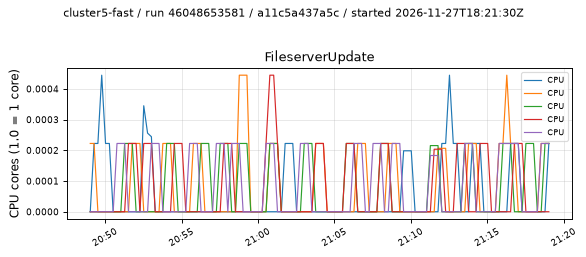 cluster5-fast / run 46048653581 / a11c5a437a5c / started 2026-11-27T18:21:30Z
FileserverUpdate
CPU cores (1.0 = 1 core)
0.0004
0.0003
0.0002
0.0001
0.0000
CPU
CPU
CPU
CPU
CPU
20:50
20:55
21:00
21:05
21:10
21:15
21:20